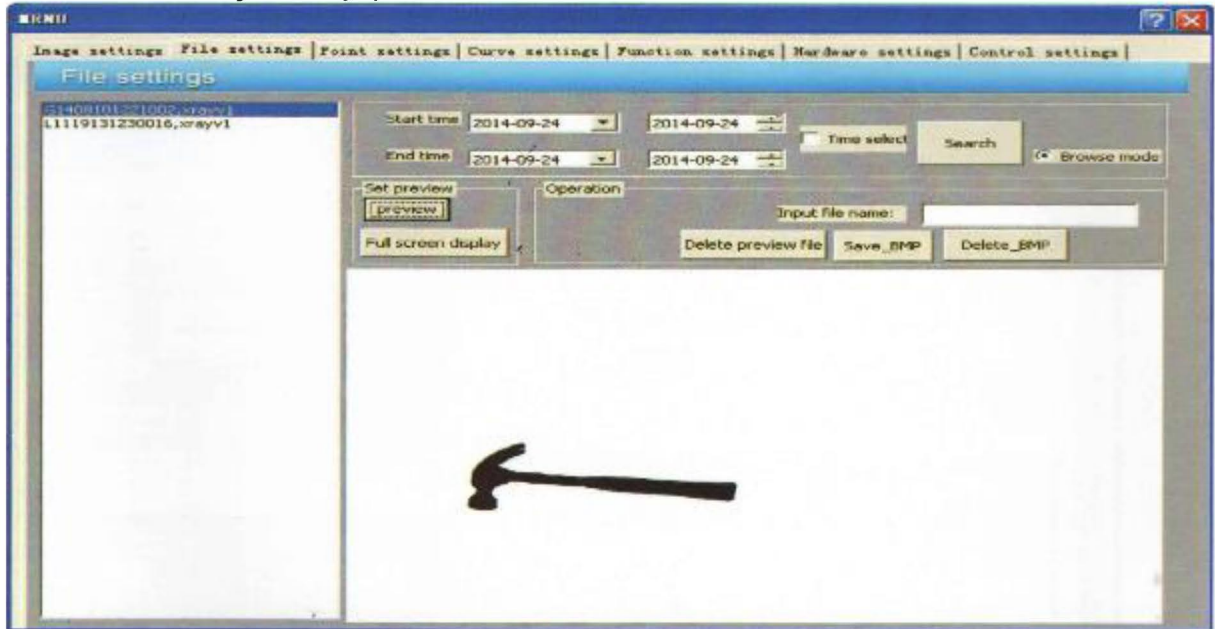 Image settings File settings Point settings Curve settings Function settings Hardware settings Control settings
File settings
L1119131230016,xrayv1
Start time 2014-09-24 2014-09-24 Time select Search Browse mode
End time 2014-09-24 2014-09-24
Set preview Operation
preview Input file name:
Full screen display Delete preview file Save_BMP Delete_BMP